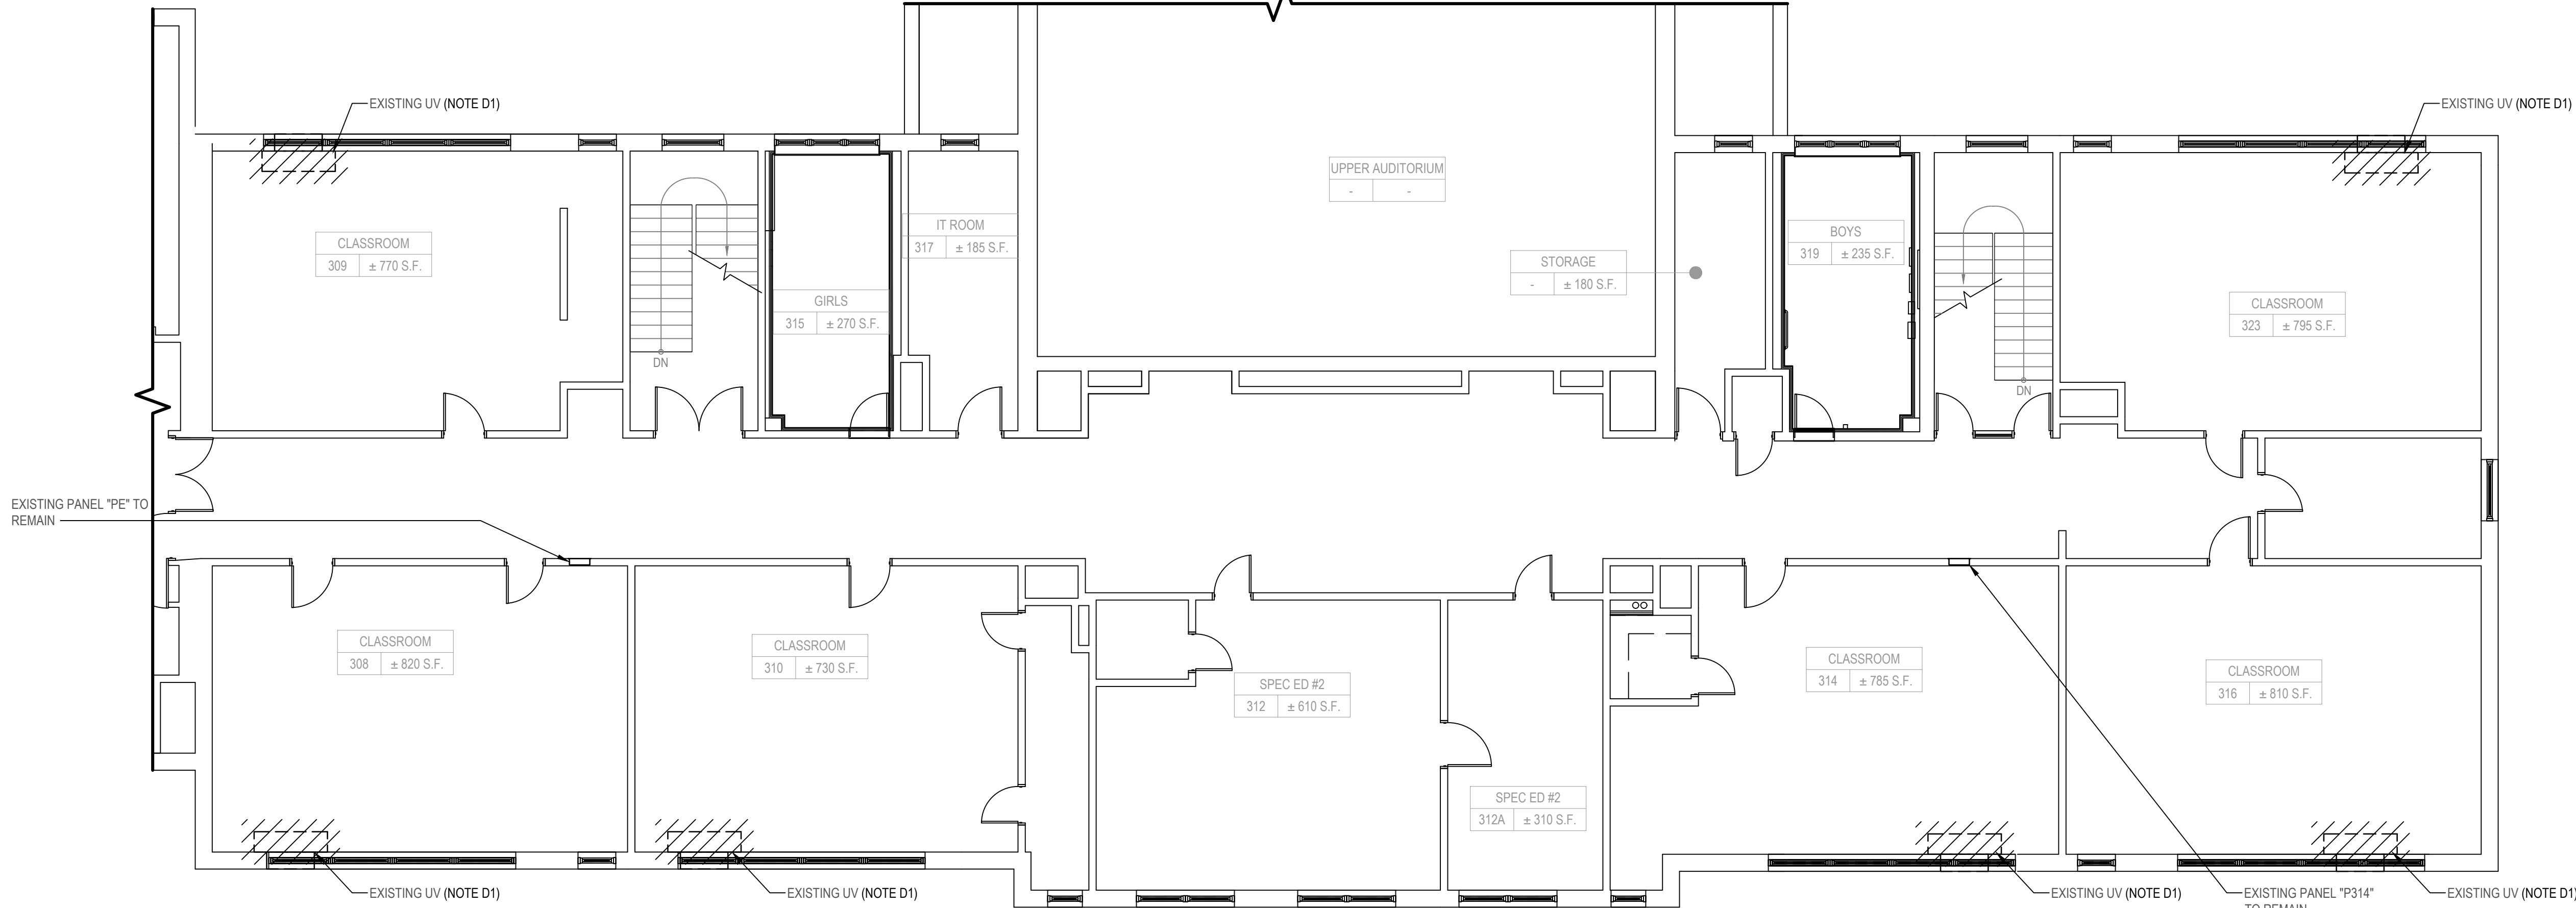 EXISTING UV (NOTE D1)
EXISTING UV (NOTE D1)
UPPER AUDITORIUM
- -
CLASSROOM
309 ± 770 S.F.
IT ROOM
317 ± 185 S.F.
BOYS
319 ± 235 S.F.
STORAGE
- ± 180 S.F.
GIRLS
315 ± 270 S.F.
CLASSROOM
323 ± 795 S.F.
DN
DN
EXISTING PANEL "PE" TO
REMAIN
CLASSROOM
308 ± 820 S.F.
CLASSROOM
310 ± 730 S.F.
SPEC ED #2
312 ± 610 S.F.
CLASSROOM
314 ± 785 S.F.
CLASSROOM
316 ± 810 S.F.
SPEC ED #2
312A ± 310 S.F.
EXISTING UV (NOTE D1)
EXISTING UV (NOTE D1)
EXISTING UV (NOTE D1)
EXISTING PANEL "P314"
TO REMAIN
EXISTING UV (NOTE D1)